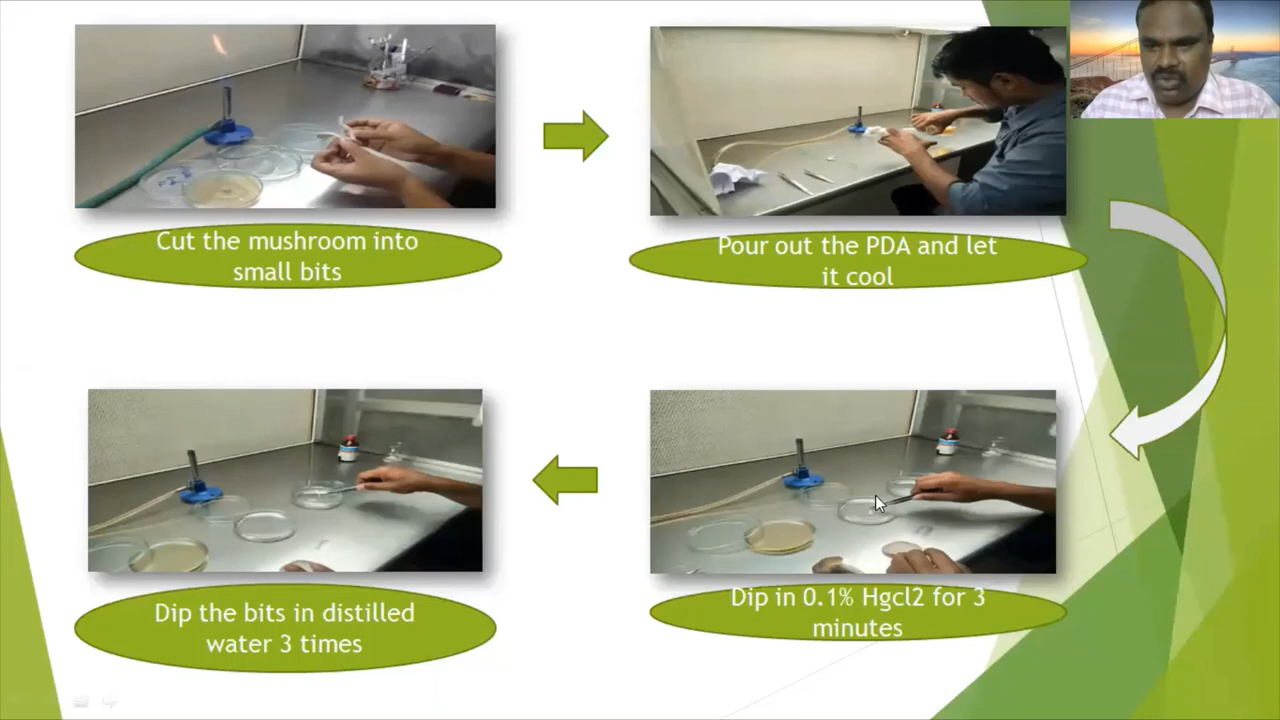 Cut the mushroom into
small bits
Pour out the PDA and let
it cool
Dip in 0.1% Hgcl2 for 3
minutes
Dip the bits in distilled
water 3 times